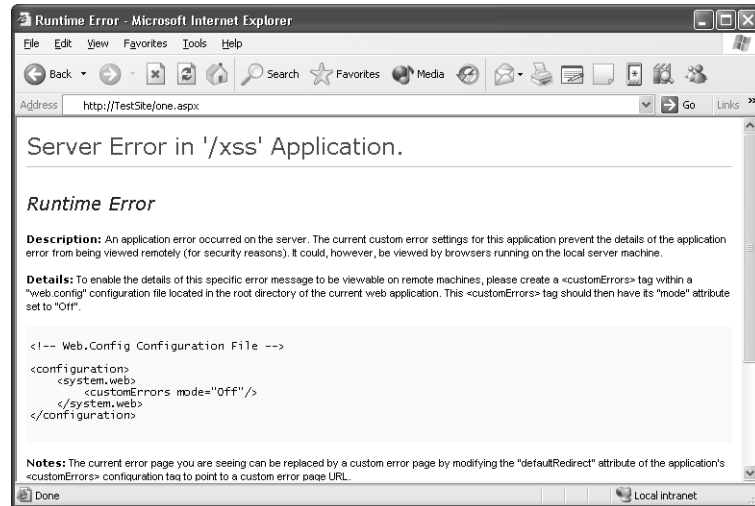 Runtime Error - Microsoft Internet Explorer
File Edit View Favorites Tools Help
Back Search Favorites Media
Address http://TestSite/one.aspx Go Links »
Server Error in '/xss' Application.
Runtime Error
Description: An application error occurred on the server. The current custom error settings for this application prevent the details of the application
error from being viewed remotely (for security reasons). It could, however, be viewed by browsers running on the local server machine.
Details: To enable the details of this specific error message to be viewable on remote machines, please create a <customErrors> tag within a
"web.config" configuration file located in the root directory of the current web application. This <customErrors> tag should then have its "mode" attribute
set to "Off".
<!-- Web.Config Configuration File -->
<configuration>
<system.web>
<customErrors mode="Off"/>
</system.web>
</configuration>
Notes: The current error page you are seeing can be replaced by a custom error page by modifying the "defaultRedirect" attribute of the application's
<customErrors> configuration tag to point to a custom error page URL.
Done Local intranet